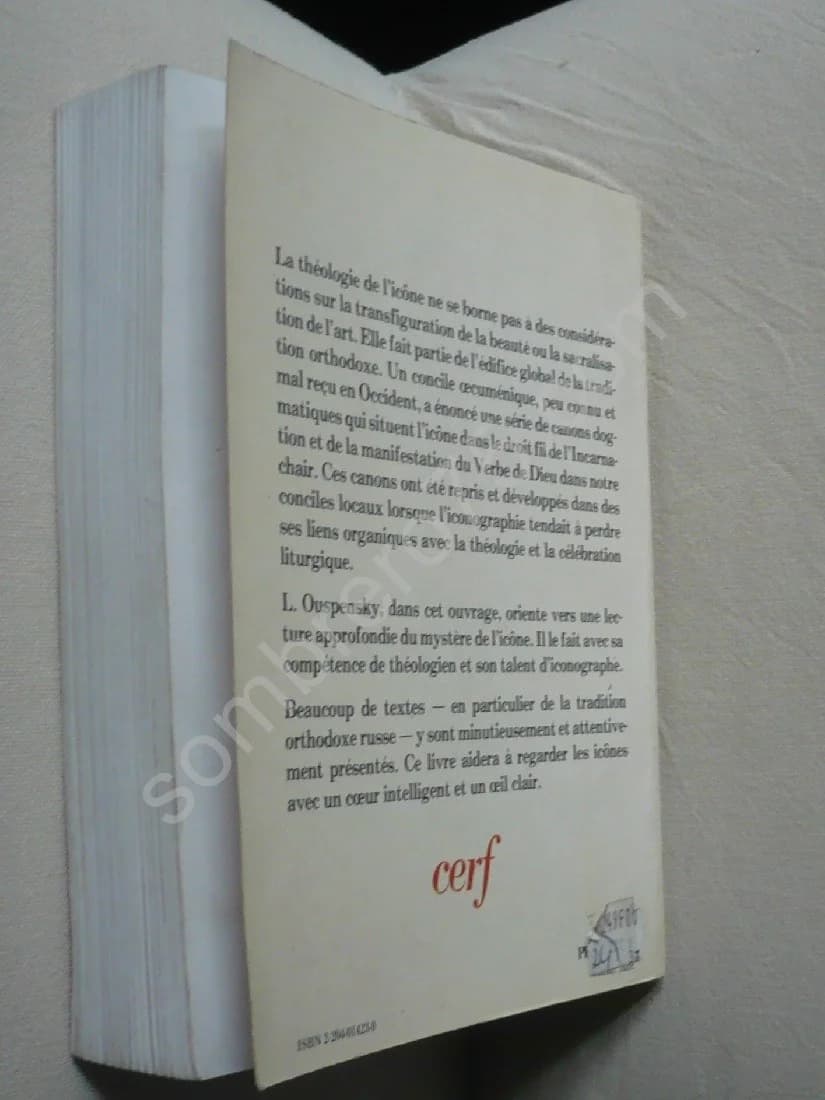 La théologie de l'icône ne se borne pas à des considéra-
tions sur la transfiguration de la beauté ou la sacralisa-
tion de l'art. Elle fait partie de l'édifice global de la tradi-
tion orthodoxe. Un concile œcuménique, peu connu et
mal reçu en Occident, a énoncé une série de canons dog-
matiques qui situent l'icône dans le droit fil de l'Incarna-
tion et de la manifestation du Verbe de Dieu dans notre
chair. Ces canons ont été repris et développés dans des
conciles locaux lorsque l'iconographie tendait à perdre
ses liens organiques avec la théologie et la célébration
liturgique.
L. Ouspensky, dans cet ouvrage, oriente vers une lec-
ture approfondie du mystère de l'icône. Il le fait avec sa
compétence de théologien et son talent d'iconographe.
Beaucoup de textes — en particulier de la tradition
orthodoxe russe — y sont minutieusement et attentive-
ment présentés. Ce livre aidera à regarder les icônes
avec un cœur intelligent et un œil clair.
cerf
ISBN